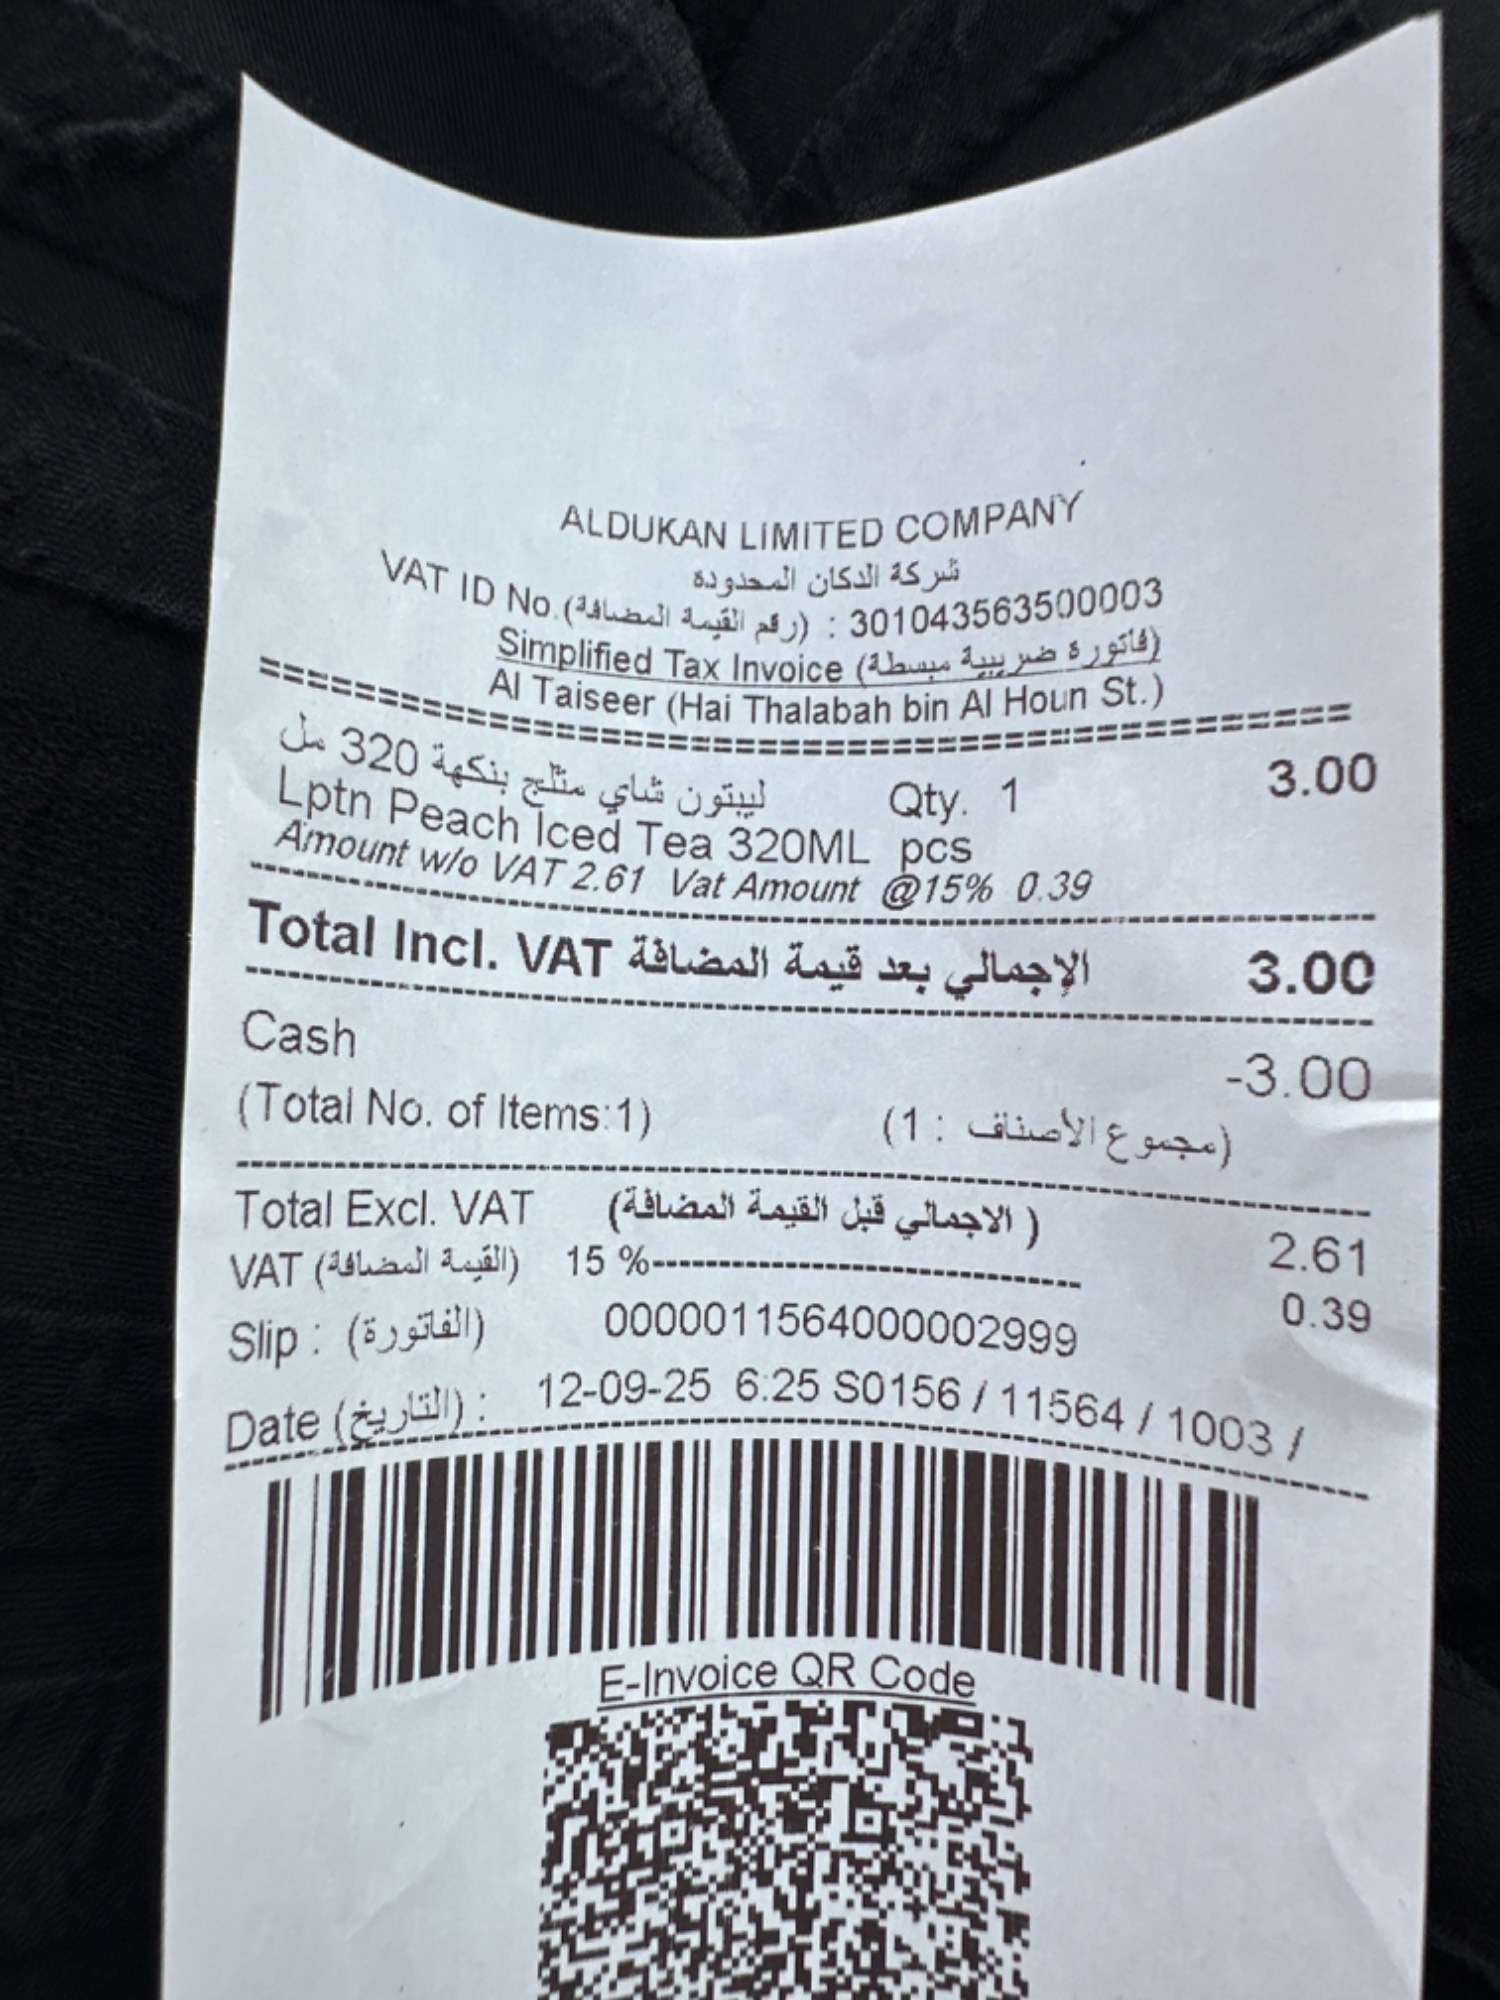 ALDUKAN LIMITED COMPANY
شركة الدكان المحدودة
VAT ID No.(رقم القيمة المضافة) : 301043563500003
Simplified Tax Invoice (فاتورة ضريبية مبسطة)
Al Taiseer (Hai Thalabah bin Al Houn St.)
ليبتون شاي مثلج بنكهة 320 مل Qty. 1 3.00
Lptn Peach Iced Tea 320ML pcs
Amount w/o VAT 2.61 Vat Amount @15% 0.39
Total Incl. VAT الإجمالي بعد قيمة المضافة 3.00
Cash -3.00
(Total No. of Items:1) (مجموع الأصناف : 1)
Total Excl. VAT (الاجمالي قبل القيمة المضافة) 2.61
VAT (القيمة المضافة) 15 % 0.39
Slip : (الفاتورة) 0000011564000002999
Date (التاريخ) : 12-09-25 6:25 S0156 / 11564 / 1003 /
E-Invoice QR Code